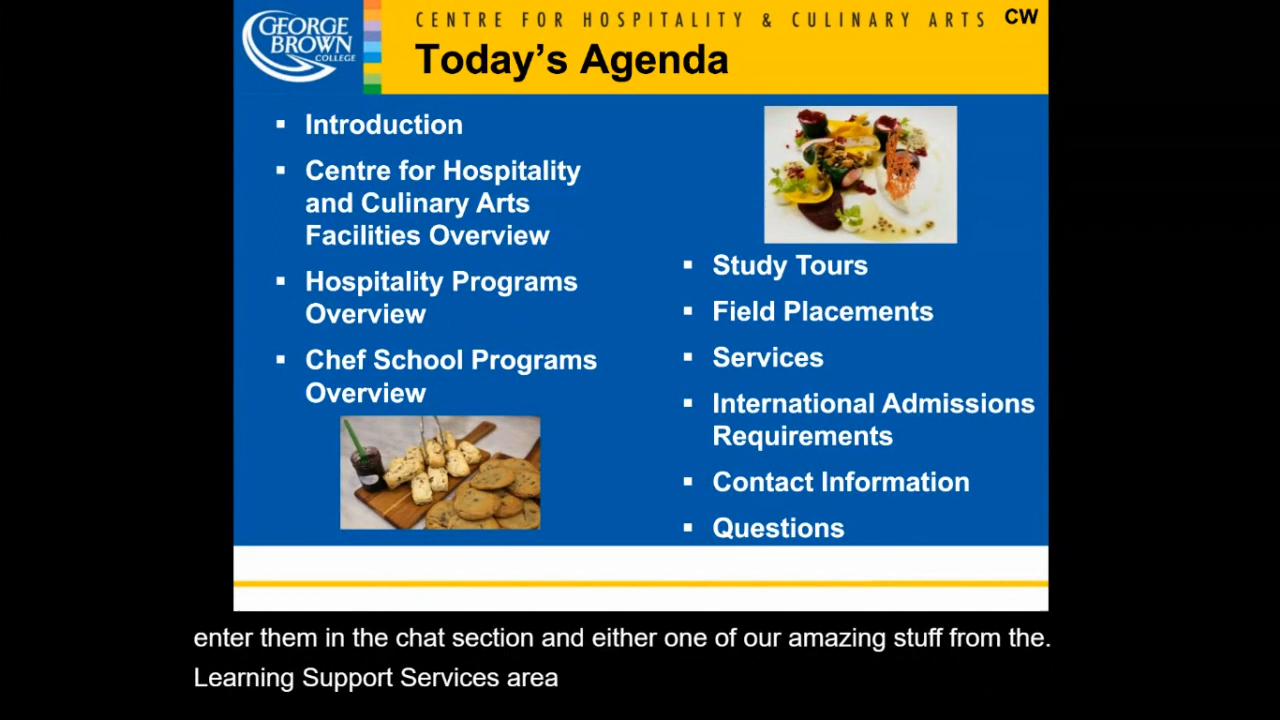 GEORGE
BROWN
COLLEGE
CENTRE FOR HOSPITALITY & CULINARY ARTS
CW
Today's Agenda
▪ Introduction
▪ Centre for Hospitality
and Culinary Arts
Facilities Overview
▪ Hospitality Programs
Overview
▪ Chef School Programs
Overview
▪ Study Tours
▪ Field Placements
▪ Services
▪ International Admissions
Requirements
▪ Contact Information
▪ Questions
enter them in the chat section and either one of our amazing stuff from the.
Learning Support Services area